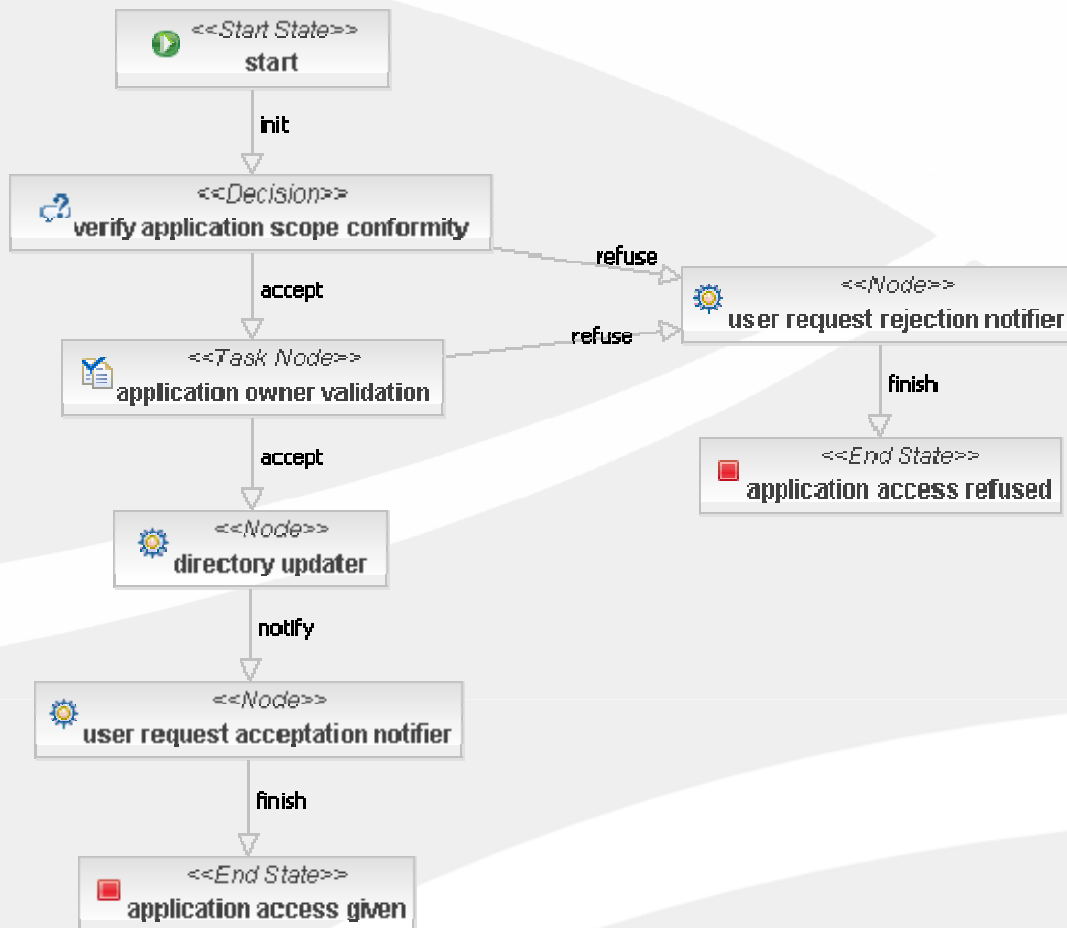 <<Start State>>
start
init
<<Decision>>
verify application scope conformity
refuse
accept
<<Node>>
user request rejection notifier
refuse
<<Task Node>>
application owner validation
finish
accept
<<End State>>
application access refused
<<Node>>
directory updater
notify
<<Node>>
user request acceptation notifier
finish
<<End State>>
application access given